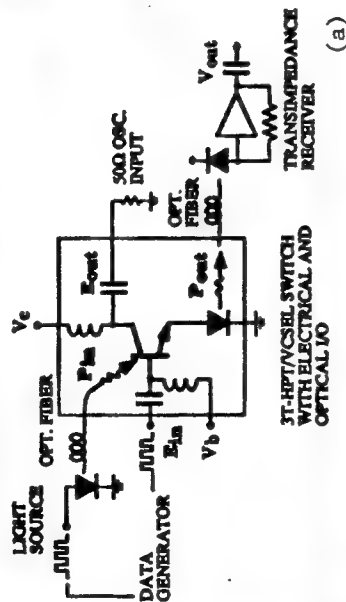 LIGHT
SOURCE
OPT. FIBER
Vc
Pin
Eout
50Ω OSC.
INPUT
DATA
GENERATOR
Ein
Vb
Pout
OPT.
FIBER
Vout
3T-HPT/VCSEL SWITCH
WITH ELECTRICAL AND
OPTICAL I/O
TRANSIMPEDANCE
RECEIVER
(a)